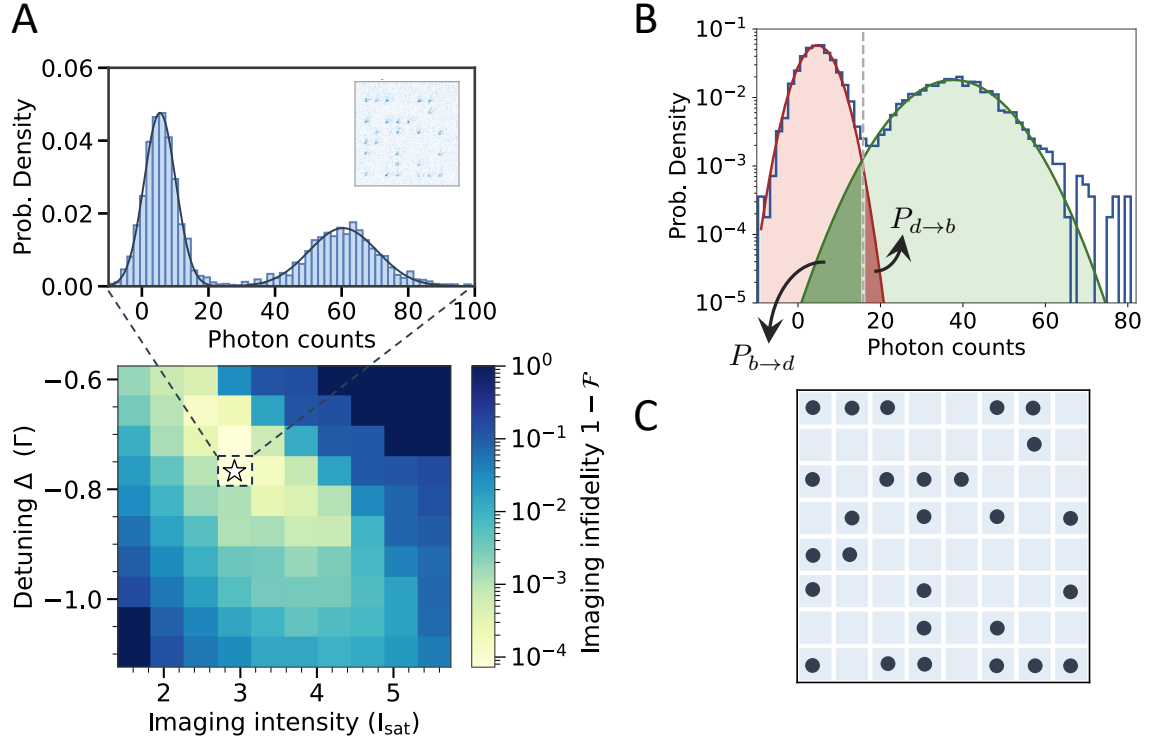 A
0.06
0.04
0.02
0.00
Prob. Density
0 20 40 60 80 100
Photon counts
−0.6
−0.8
−1.0
Detuning Δ (Γ)
2 3 4 5
Imaging intensity (I_sat)
10^0
10^-1
10^-2
10^-3
10^-4
Imaging infidelity 1 − ℱ
B
10^-1
10^-2
10^-3
10^-4
10^-5
Prob. Density
P_{d→b}
0 20 40 60 80
Photon counts
P_{b→d}
C